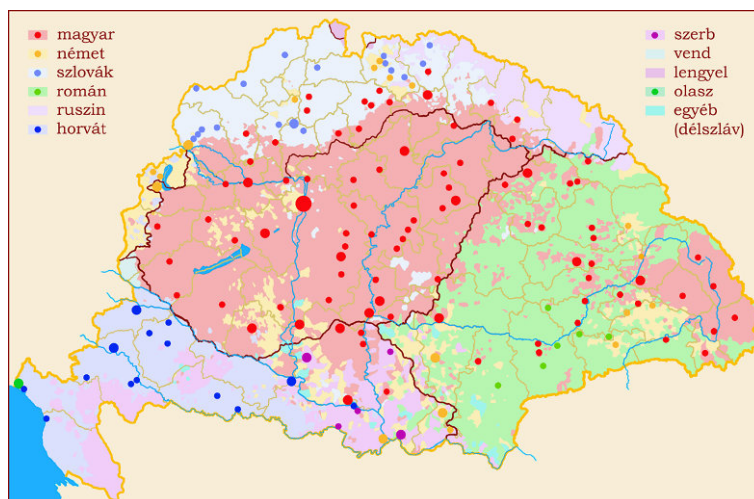 magyar
német
szlovák
román
ruszin
horvát
szerb
vend
lengyel
olasz
egyéb
(délszláv)